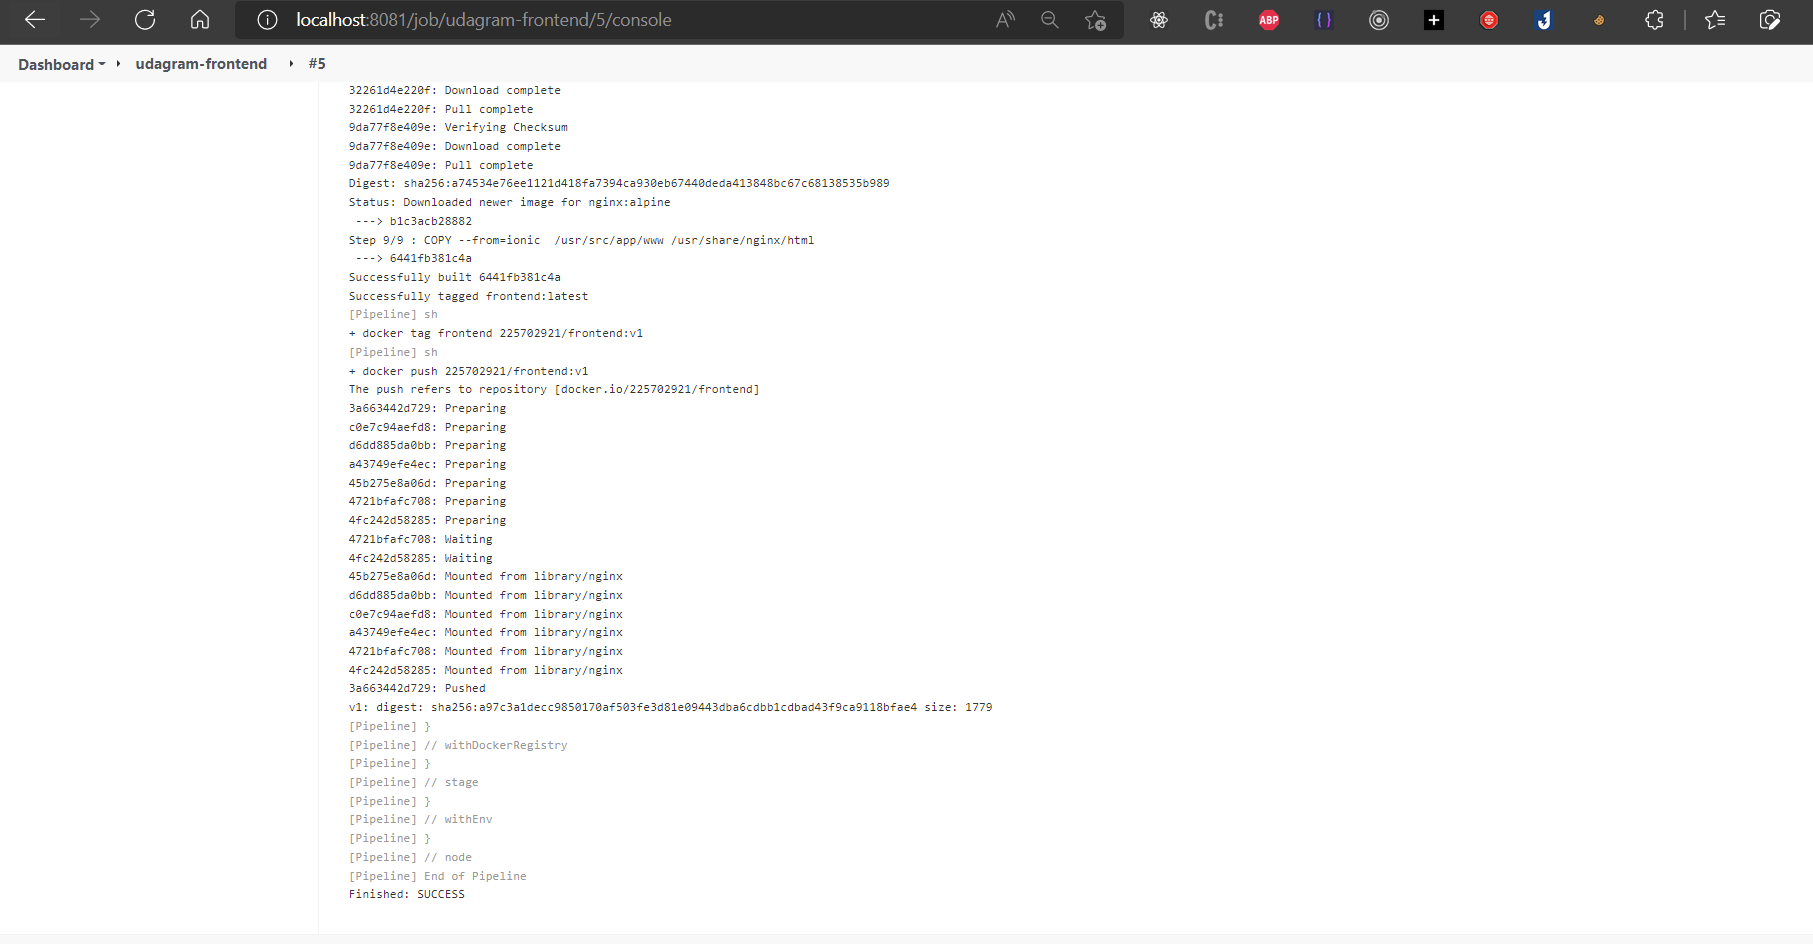 localhost:8081/job/udagram-frontend/5/console
ABP
Dashboard udagram-frontend #5
32261d4e220f: Download complete
32261d4e220f: Pull complete
9da77f8e409e: Verifying Checksum
9da77f8e409e: Download complete
9da77f8e409e: Pull complete
Digest: sha256:a74534e76ee1121d418fa7394ca930eb67440deda413848bc67c68138535b989
Status: Downloaded newer image for nginx:alpine
---> b1c3acb28882
Step 9/9 : COPY --from=ionic  /usr/src/app/www /usr/share/nginx/html
---> 6441fb381c4a
Successfully built 6441fb381c4a
Successfully tagged frontend:latest
[Pipeline] sh
+ docker tag frontend 225702921/frontend:v1
[Pipeline] sh
+ docker push 225702921/frontend:v1
The push refers to repository [docker.io/225702921/frontend]
3a663442d729: Preparing
c0e7c94aefd8: Preparing
d6dd885da0bb: Preparing
a43749efe4ec: Preparing
45b275e8a06d: Preparing
4721bfafc708: Preparing
4fc242d58285: Preparing
4721bfafc708: Waiting
4fc242d58285: Waiting
45b275e8a06d: Mounted from library/nginx
d6dd885da0bb: Mounted from library/nginx
c0e7c94aefd8: Mounted from library/nginx
a43749efe4ec: Mounted from library/nginx
4721bfafc708: Mounted from library/nginx
4fc242d58285: Mounted from library/nginx
3a663442d729: Pushed
v1: digest: sha256:a97c3a1decc9850170af503fe3d81e09443dba6cdbb1cdbad43f9ca9118bfae4 size: 1779
[Pipeline] }
[Pipeline] // withDockerRegistry
[Pipeline] }
[Pipeline] // stage
[Pipeline] }
[Pipeline] // withEnv
[Pipeline] }
[Pipeline] // node
[Pipeline] End of Pipeline
Finished: SUCCESS